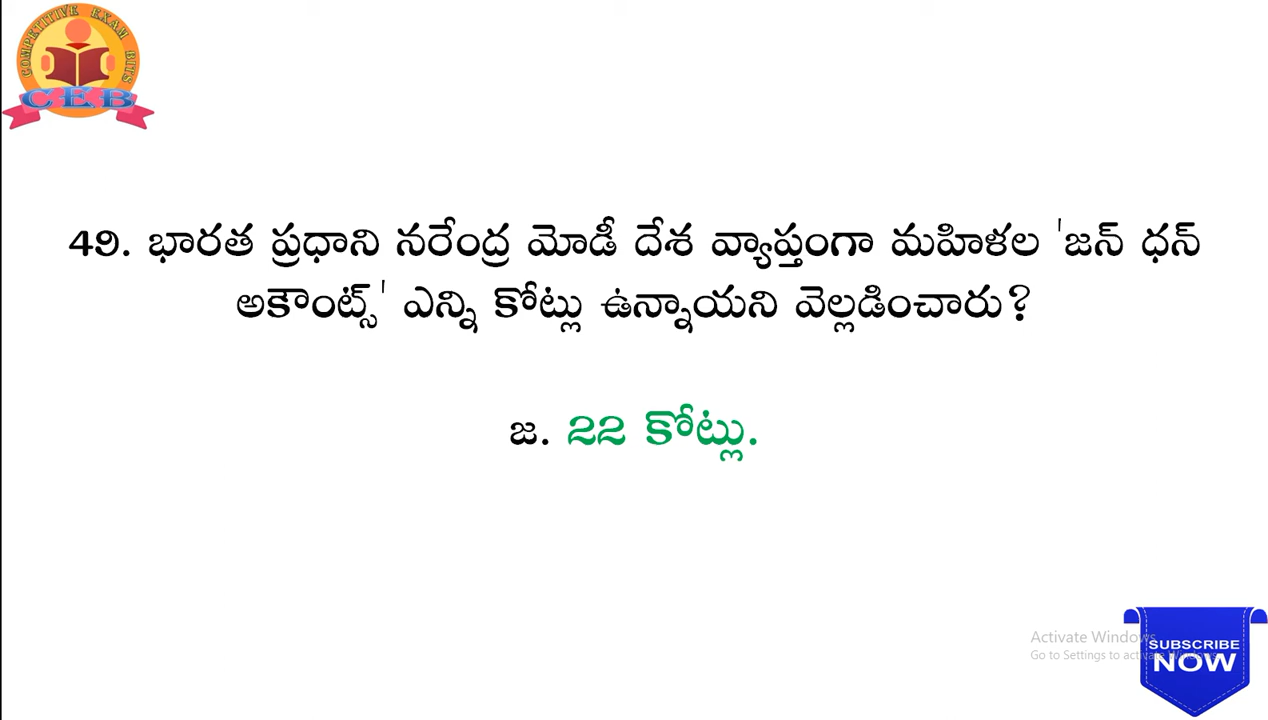 COMPETITIVE EXAM BITS
CEB
49. భారత ప్రధాని నరేంద్ర మోడీ దేశ వ్యాప్తంగా మహిళల 'జన్ ధన్
అకౌంట్స్' ఎన్ని కోట్లు ఉన్నాయని వెల్లడించారు?
జ. 22 కోట్లు.
Activate Windows
Go to Settings to activate Windows.
SUBSCRIBE
NOW